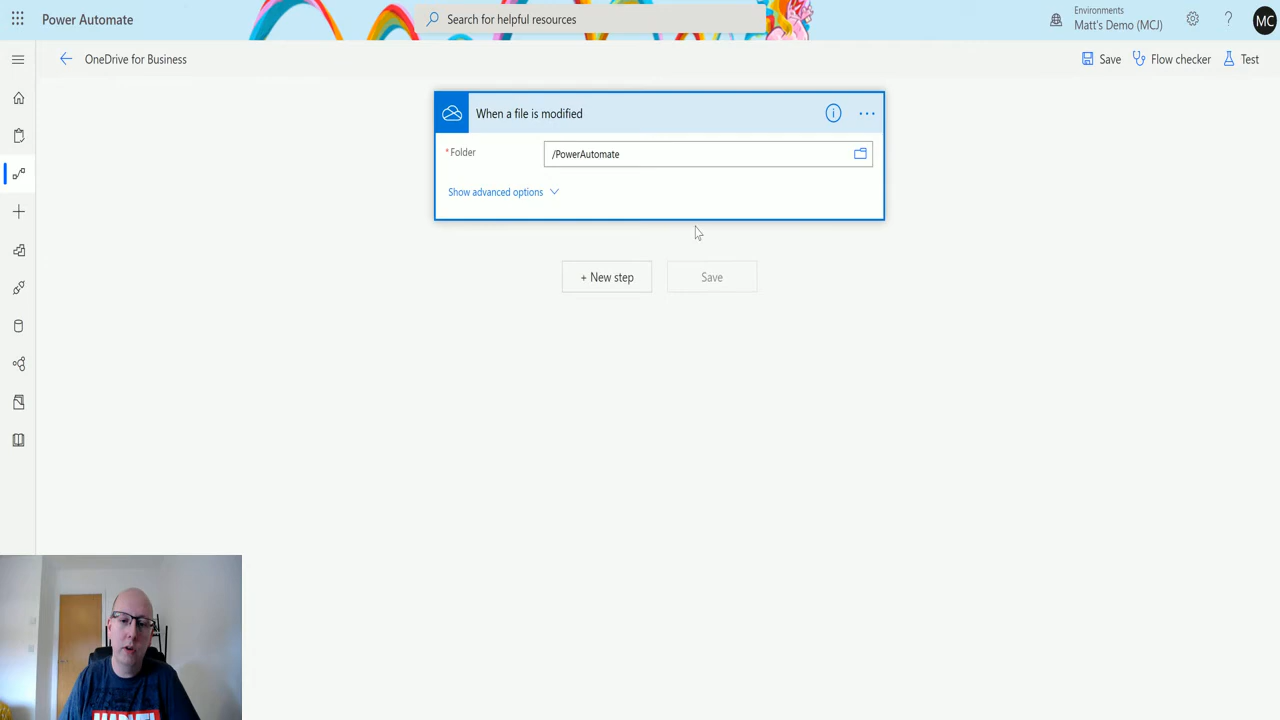 Power Automate
Search for helpful resources
Environments
Matt's Demo (MCJ)
?
MC
OneDrive for Business
Save
Flow checker
Test
When a file is modified
* Folder
/PowerAutomate
Show advanced options
+ New step
Save
MARVEL